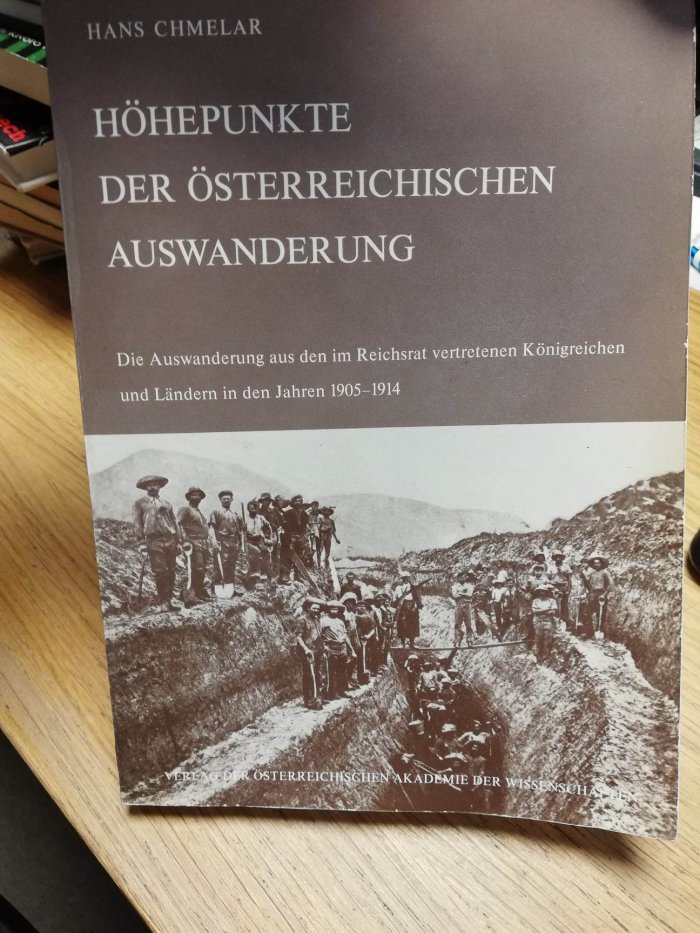 HANS CHMELAR
HÖHEPUNKTE
DER ÖSTERREICHISCHEN
AUSWANDERUNG
Die Auswanderung aus den im Reichsrat vertretenen Königreichen
und Ländern in den Jahren 1905–1914
VERLAG DER ÖSTERREICHISCHEN AKADEMIE DER WISSENSCHAFTEN